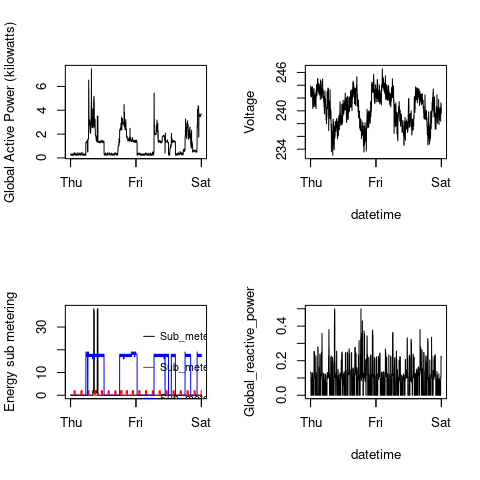 Global Active Power (kilowatts)
0 2 4 6
Thu Fri Sat
Voltage
234 240 246
Thu Fri Sat
datetime
Energy sub metering
0 10 30
Sub_mete
Sub_mete
Thu Fri Sat
Global_reactive_power
0.0 0.2 0.4
Thu Fri Sat
datetime